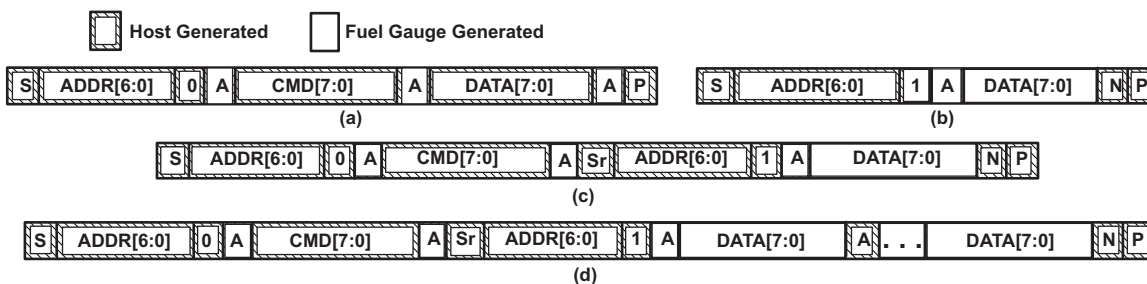 Host Generated Fuel Gauge Generated
S ADDR[6:0] 0 A CMD[7:0] A DATA[7:0] A P S ADDR[6:0] 1 A DATA[7:0] N P
(a) (b)
S ADDR[6:0] 0 A CMD[7:0] A Sr ADDR[6:0] 1 A DATA[7:0] N P
(c)
S ADDR[6:0] 0 A CMD[7:0] A Sr ADDR[6:0] 1 A DATA[7:0] A . . . DATA[7:0] N P
(d)